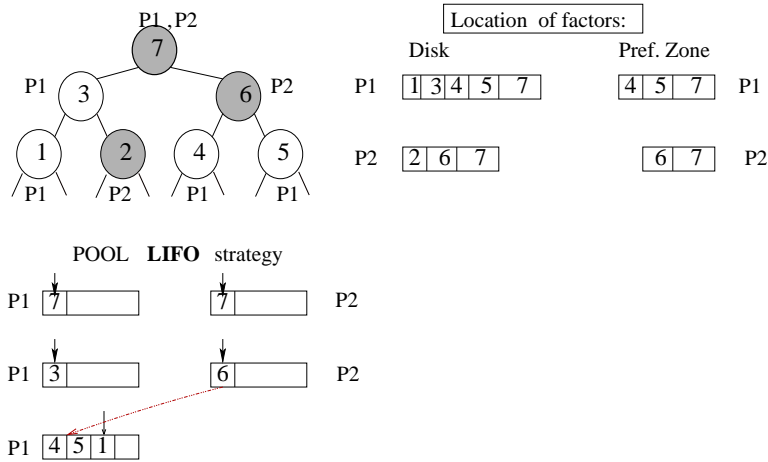 P1 , P2
7
P1 3 6 P2
1 2 4 5
P1 P2 P1 P1
Location of factors:
Disk Pref. Zone
P1 1 3 4 5 7 4 5 7 P1
P2 2 6 7 6 7 P2
POOL LIFO strategy
P1 7 7 P2
P1 3 6 P2
P1 4 5 1